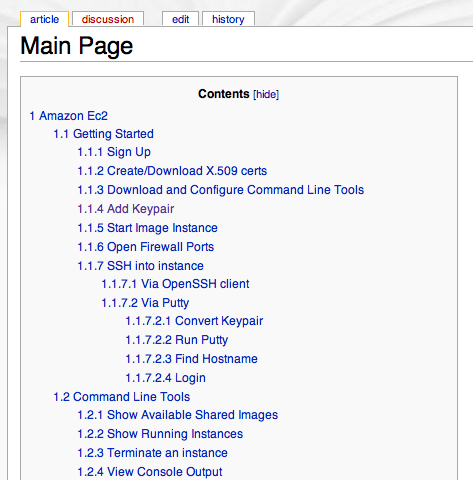 article discussion edit history
Main Page
Contents [hide]
1 Amazon Ec2
1.1 Getting Started
1.1.1 Sign Up
1.1.2 Create/Download X.509 certs
1.1.3 Download and Configure Command Line Tools
1.1.4 Add Keypair
1.1.5 Start Image Instance
1.1.6 Open Firewall Ports
1.1.7 SSH into instance
1.1.7.1 Via OpenSSH client
1.1.7.2 Via Putty
1.1.7.2.1 Convert Keypair
1.1.7.2.2 Run Putty
1.1.7.2.3 Find Hostname
1.1.7.2.4 Login
1.2 Command Line Tools
1.2.1 Show Available Shared Images
1.2.2 Show Running Instances
1.2.3 Terminate an instance
1.2.4 View Console Output